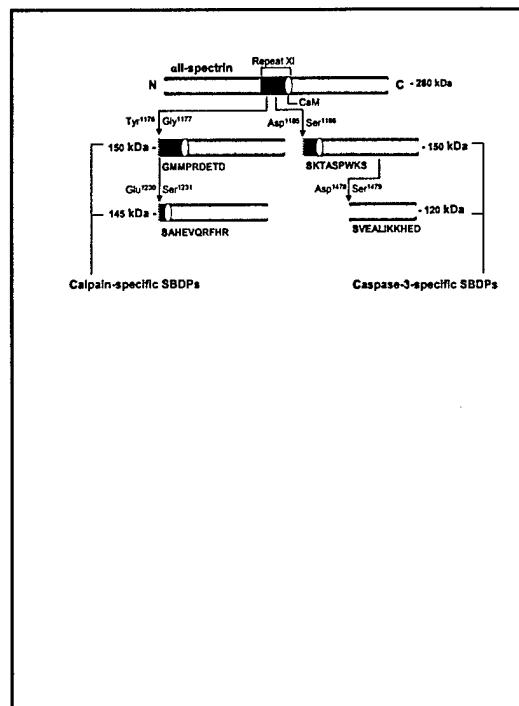 Repeat XI
αII-spectrin
N C - 280 kDa
CaM
Tyr1176 Gly1177 Asp1185 Ser1186
150 kDa - - 150 kDa
GMMPRDETD SKTASPWKS
Glu1230 Ser1231 Asp1478 Ser1479
145 kDa - - 120 kDa
SAHEVQRFHR SVEALIKKHED
Calpain-specific SBDPs Caspase-3-specific SBDPs